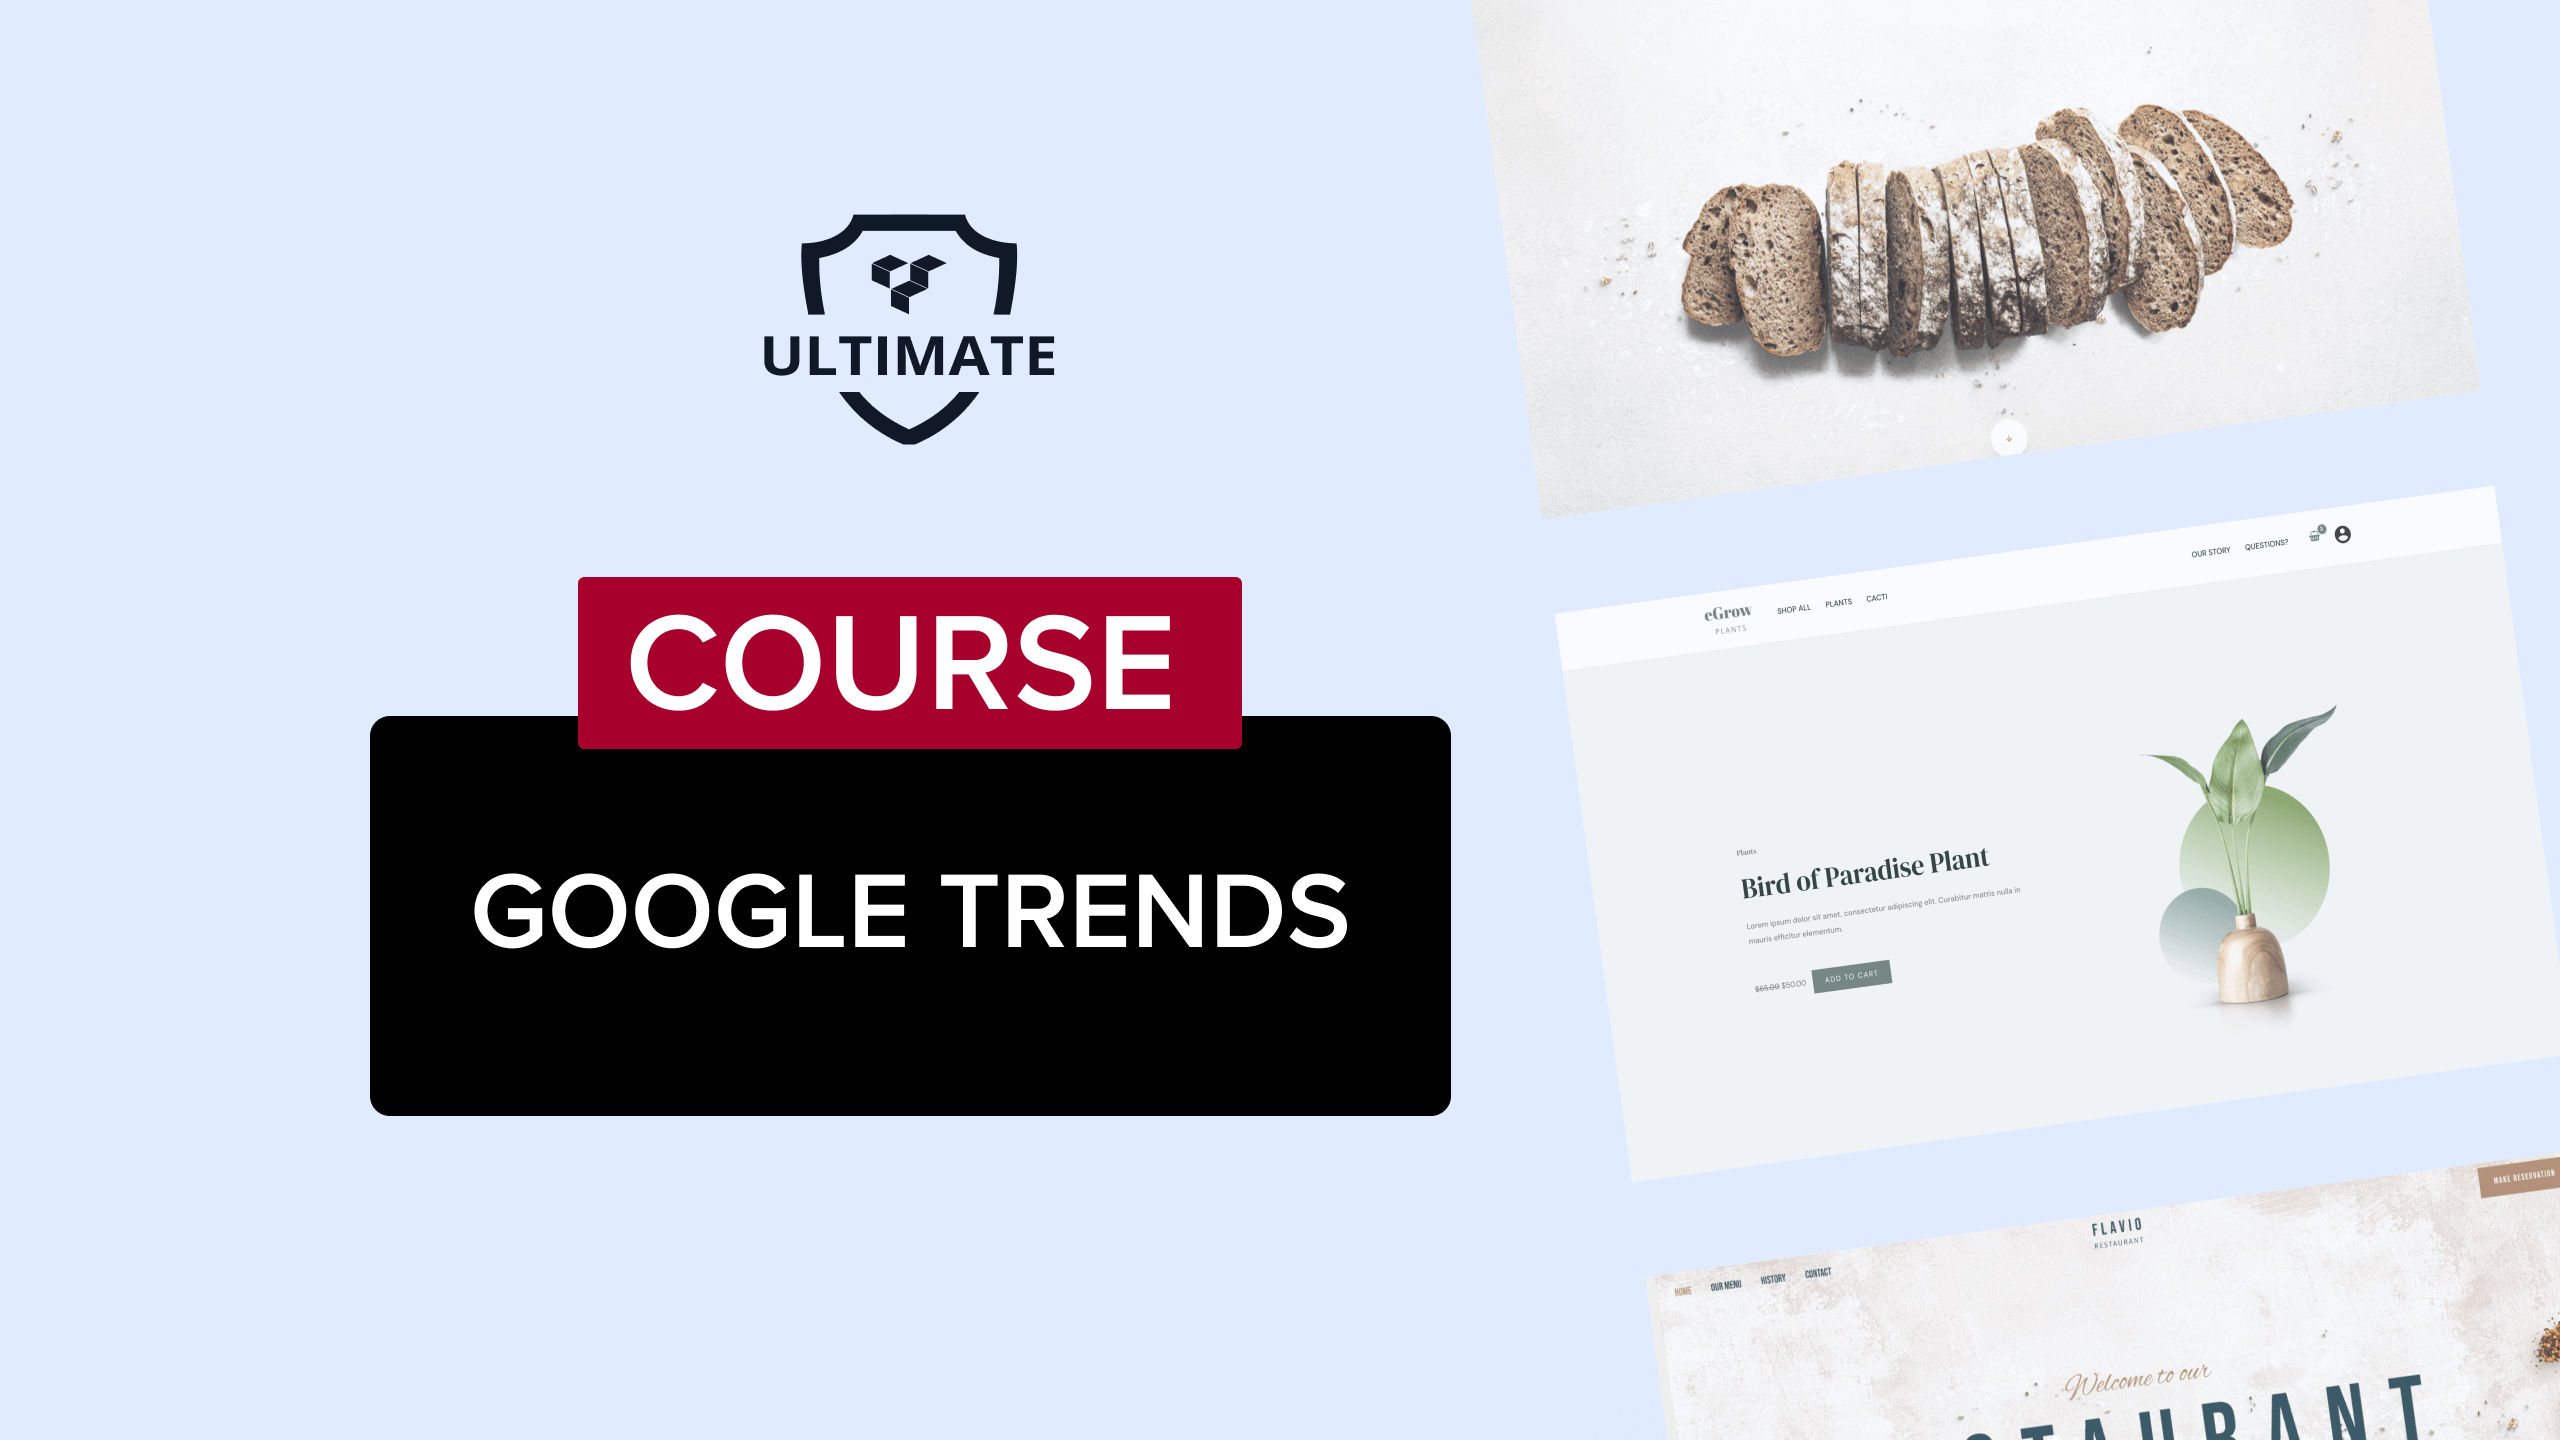 ULTIMATE
COURSE
GOOGLE TRENDS
eGrow
PLANTS
SHOP ALL
PLANTS
CACTI
OUR STORY
QUESTIONS?
Plants
Bird of Paradise Plant
Lorem ipsum dolor sit amet, consectetur adipiscing elit. Curabitur mattis nulla in
mauris efficitur elementum.
$65.00 $50.00
ADD TO CART
MAKE RESERVATION
FLAVIO
RESTAURANT
HOME
OUR MENU
HISTORY
CONTACT
Welcome to our
STAURANT